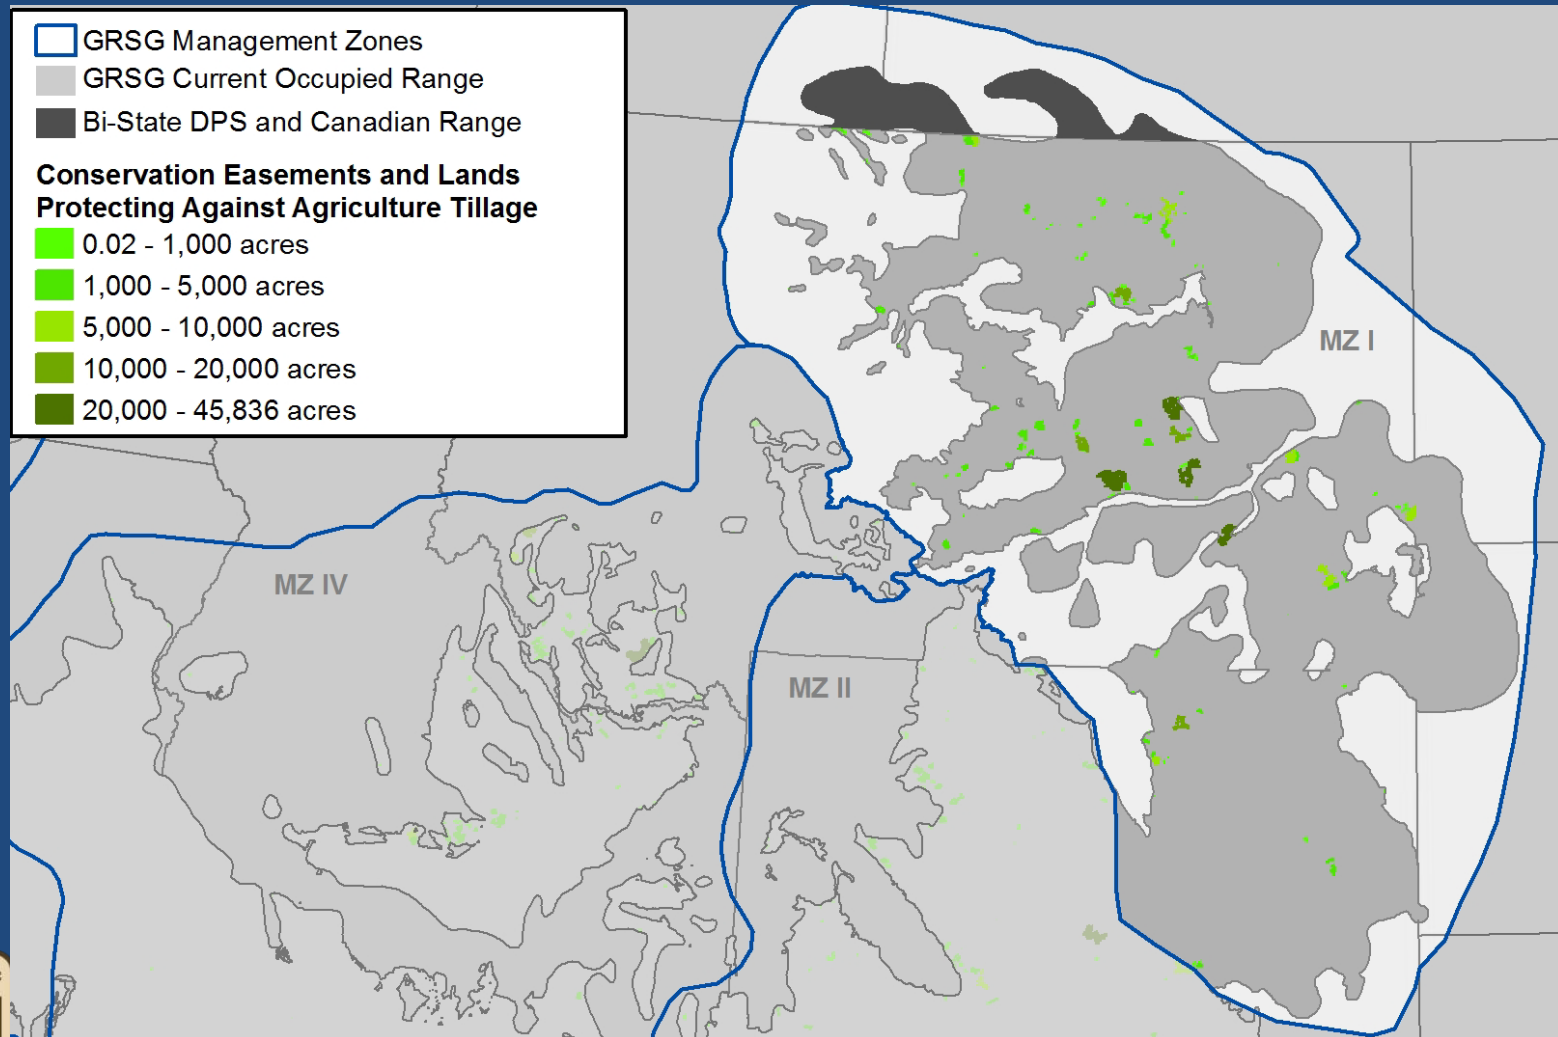 GRSG Management Zones
GRSG Current Occupied Range
Bi-State DPS and Canadian Range
Conservation Easements and Lands
Protecting Against Agriculture Tillage
0.02 - 1,000 acres
1,000 - 5,000 acres
5,000 - 10,000 acres
10,000 - 20,000 acres
20,000 - 45,836 acres
MZ I
MZ IV
MZ II